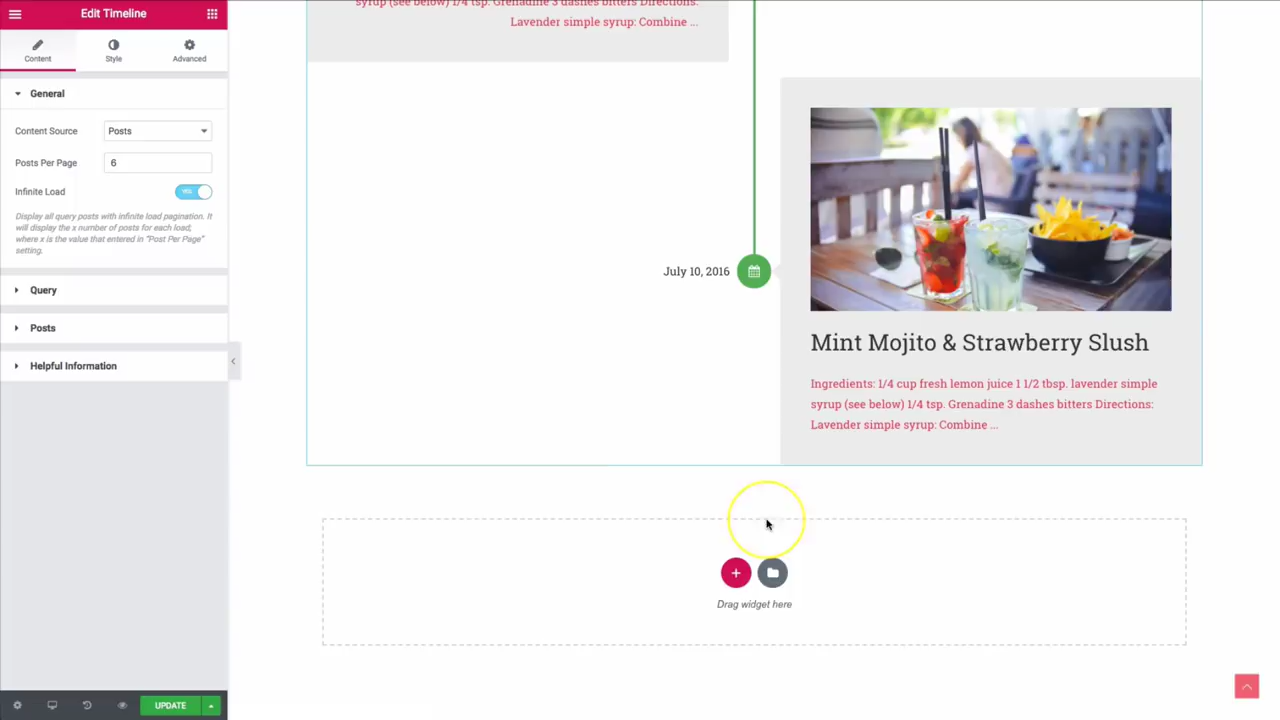 Edit Timeline
Content
Style
Advanced
General
Content Source
Posts
Posts Per Page
6
Infinite Load
YES
Display all query posts with infinite load pagination. It
will display the x number of posts for each load;
where x is the value that entered in "Post Per Page"
setting.
Query
Posts
Helpful Information
UPDATE
syrup (see below) 1/4 tsp. Grenadine 3 dashes bitters Directions:
Lavender simple syrup: Combine ...
July 10, 2016
Mint Mojito & Strawberry Slush
Ingredients: 1/4 cup fresh lemon juice 1 1/2 tbsp. lavender simple
syrup (see below) 1/4 tsp. Grenadine 3 dashes bitters Directions:
Lavender simple syrup: Combine ...
Drag widget here